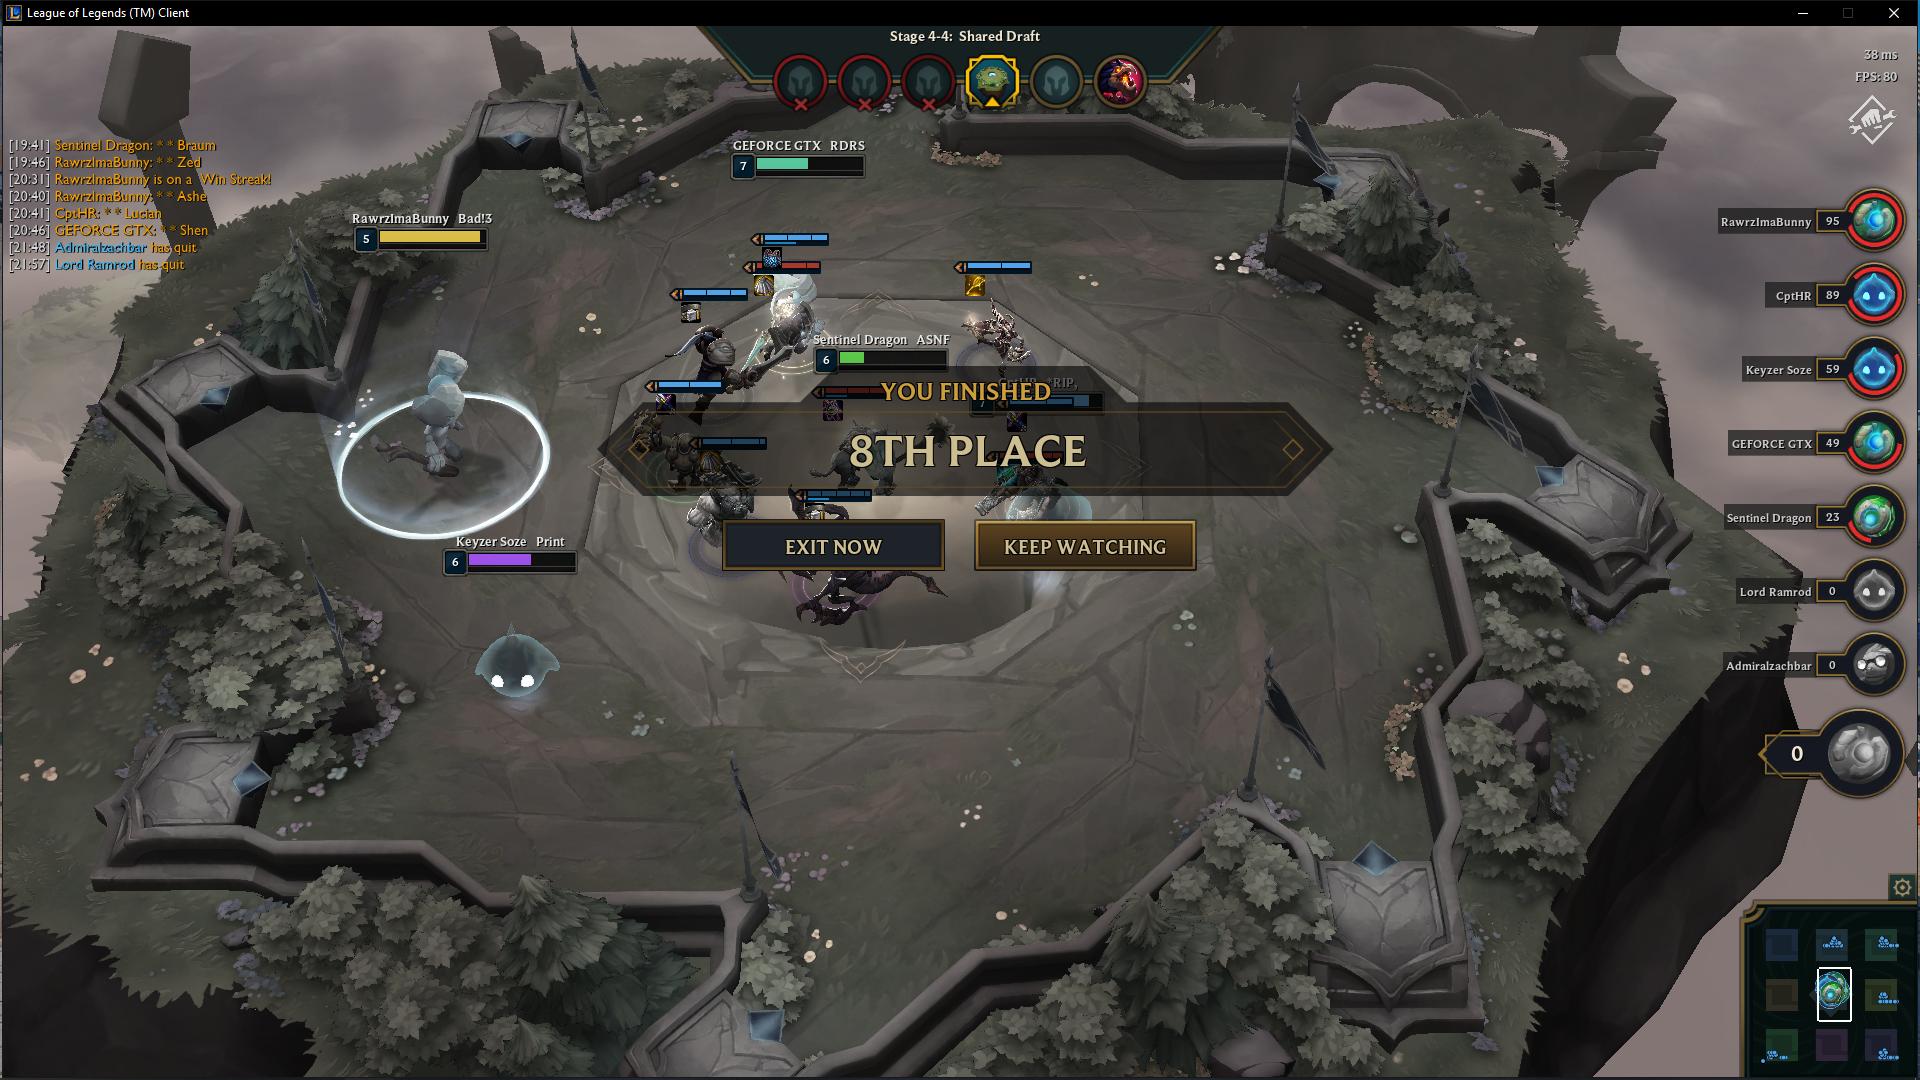 League of Legends (TM) Client
Stage 4-4: Shared Draft
38 ms
FPS: 80
[19:41] Sentinel Dragon: * * Braum
[19:46] RawrzImaBunny: * * Zed
[20:31] RawrzImaBunny is on a Win Streak!
[20:40] RawrzImaBunny: * * Ashe
[20:41] CptHR: * * Lucian
[20:46] GEFORCE GTX: * * Shen
[21:48] Admiralzachbar has quit
[21:57] Lord Ramrod has quit
GEFORCE GTX RDRS
7
RawrzImaBunny Bad!3
5
Sentinel Dragon ASNF
6
CptHR *RIP,
7
YOU FINISHED
8TH PLACE
EXIT NOW
KEEP WATCHING
Keyzer Soze Print
6
RawrzImaBunny 95
CptHR 89
Keyzer Soze 59
GEFORCE GTX 49
Sentinel Dragon 23
Lord Ramrod 0
Admiralzachbar 0
0